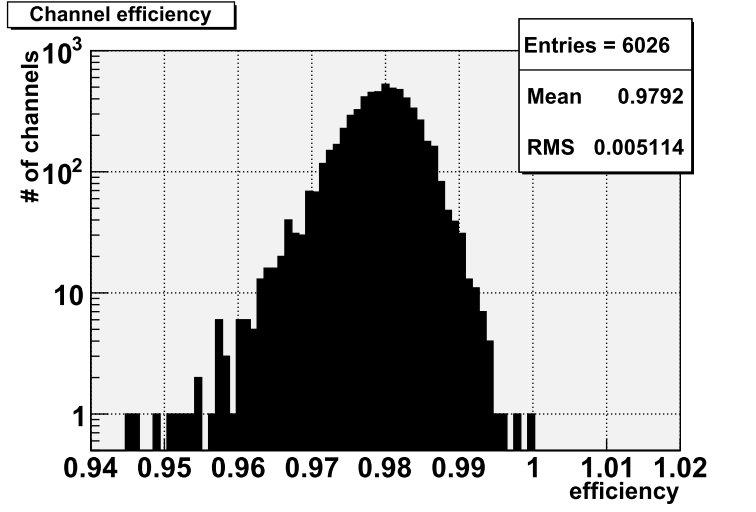 Channel efficiency
Entries = 6026
Mean 0.9792
RMS 0.005114
# of channels
10³
10²
10
1
0.94 0.95 0.96 0.97 0.98 0.99 1 1.01 1.02
efficiency